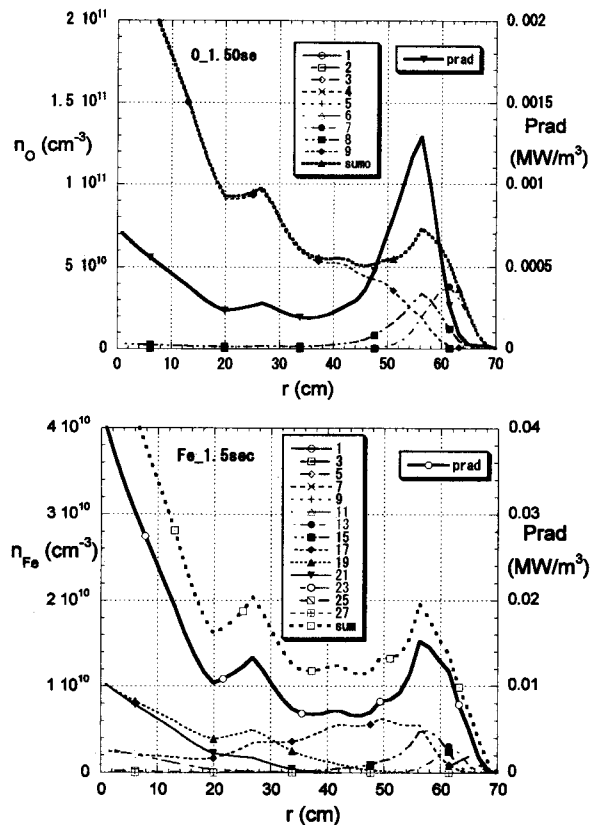 2 10¹¹
1.5 10¹¹
n_O (cm⁻³)
1 10¹¹
5 10¹⁰
0
O_1.50se
1
2
3
4
5
6
7
8
9
sumo
prad
0.002
0.0015
Prad
(MW/m³)
0.001
0.0005
0
0 10 20 30 40 50 60 70
r (cm)
4 10¹⁰
3 10¹⁰
n_Fe (cm⁻³)
2 10¹⁰
1 10¹⁰
0
Fe_1.5sec
1
3
5
7
9
11
13
15
17
19
21
23
25
27
sum
prad
0.04
0.03
Prad
(MW/m³)
0.02
0.01
0
0 10 20 30 40 50 60 70
r (cm)